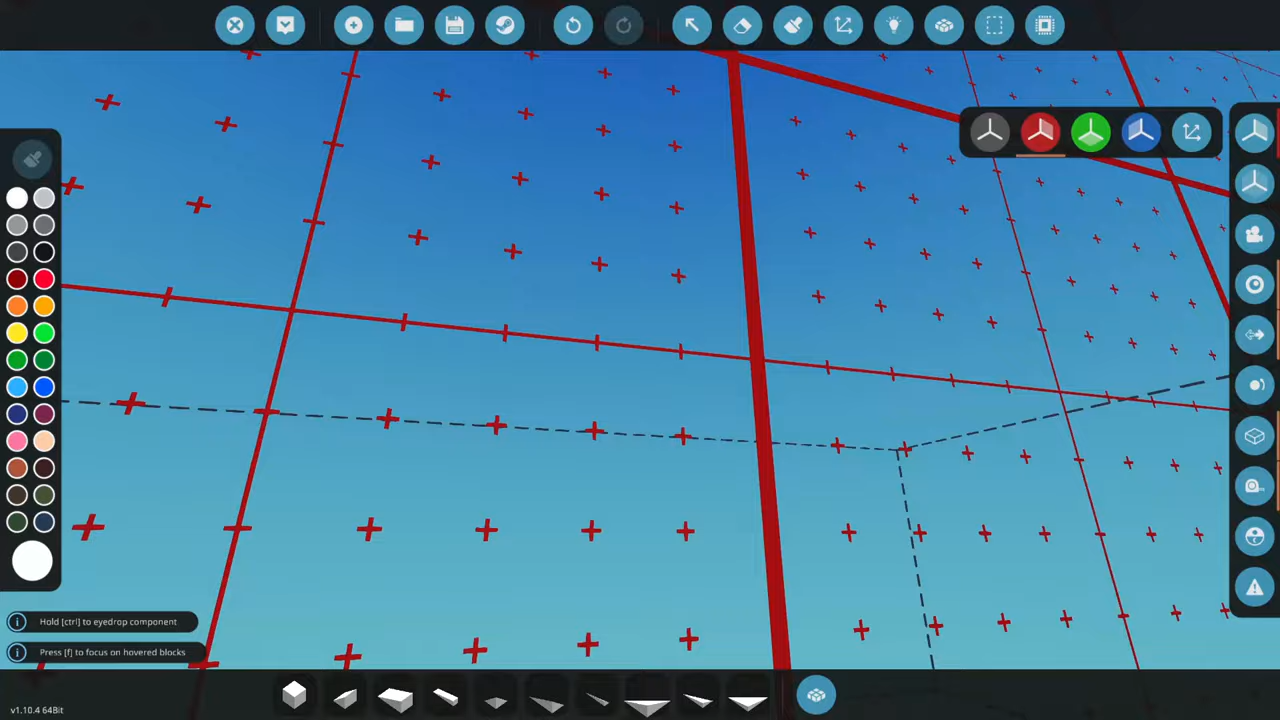 Hold [ctrl] to eyedrop component
Press [f] to focus on hovered blocks
v1.10.4 64Bit